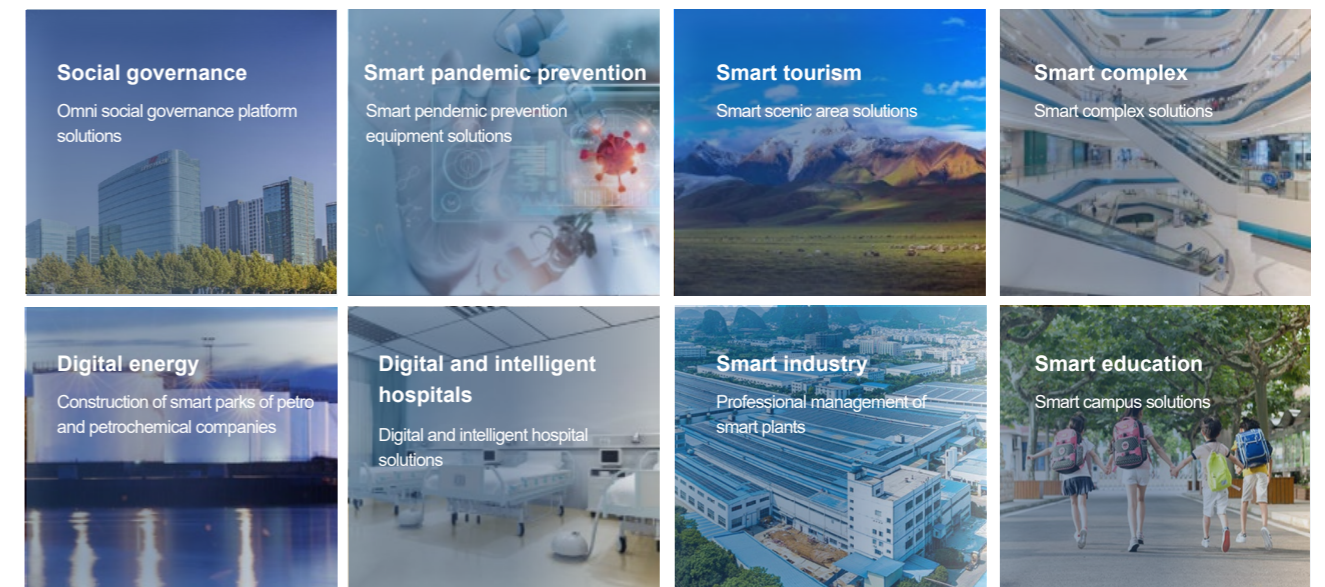 Social governance
Omni social governance platform
solutions
Smart pandemic prevention
Smart pendemic prevention
equipment solutions
Smart tourism
Smart scenic area solutions
Smart complex
Smart complex solutions
Digital energy
Construction of smart parks of petro
and petrochemical companies
Digital and intelligent
hospitals
Digital and intelligent hospital
solutions
Smart industry
Professional management of
smart plants
Smart education
Smart campus solutions